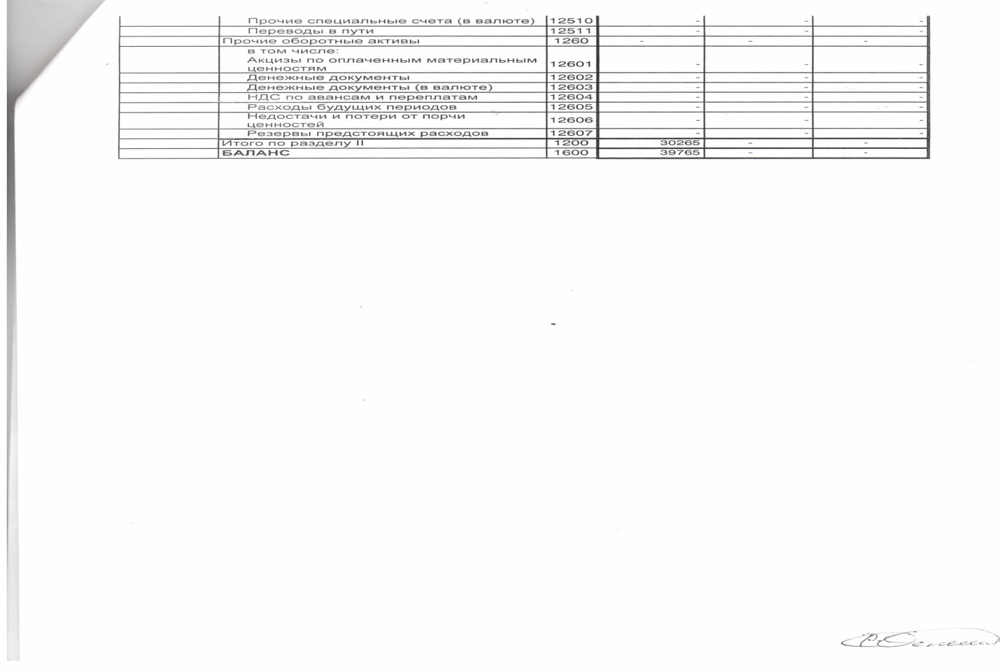 Прочие специальные счета (в валюте) 12510 - - -
Переводы в пути 12511 - - -
Прочие оборотные активы 1260 - - -
в том числе:
Акцизы по оплаченным материальным
ценностям 12601 - - -
Денежные документы 12602 - - -
Денежные документы (в валюте) 12603 - - -
НДС по авансам и переплатам 12604 - - -
Расходы будущих периодов 12605 - - -
Недостачи и потери от порчи
ценностей 12606 - - -
Резервы предстоящих расходов 12607 - - -
Итого по разделу II 1200 30265 - -
БАЛАНС 1600 39765 - -